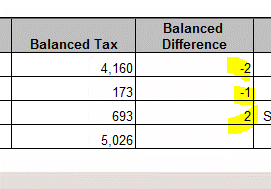 Balanced Tax Balanced Difference
4,160 -2
173 -1
693 2 S
5,026